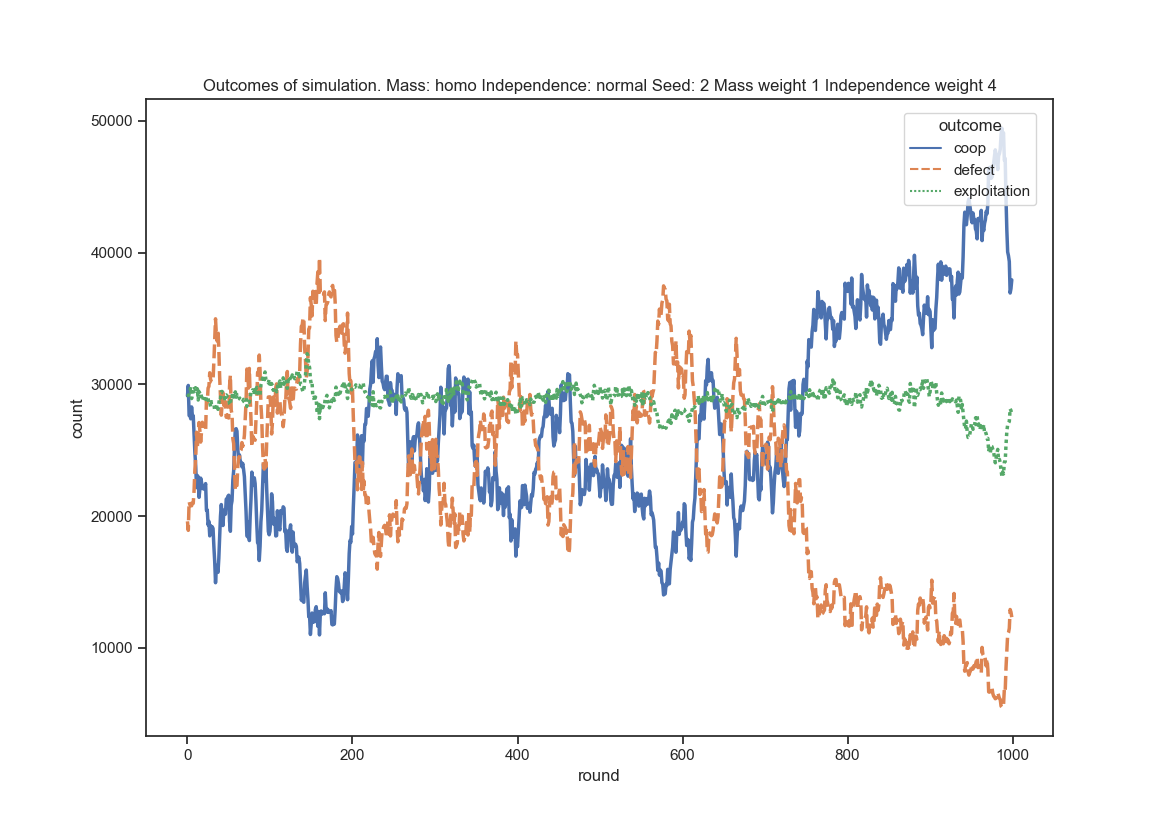 Outcomes of simulation. Mass: homo Independence: normal Seed: 2 Mass weight 1 Independence weight 4
50000
40000
30000
20000
10000
count
outcome
coop
defect
exploitation
0 200 400 600 800 1000
round